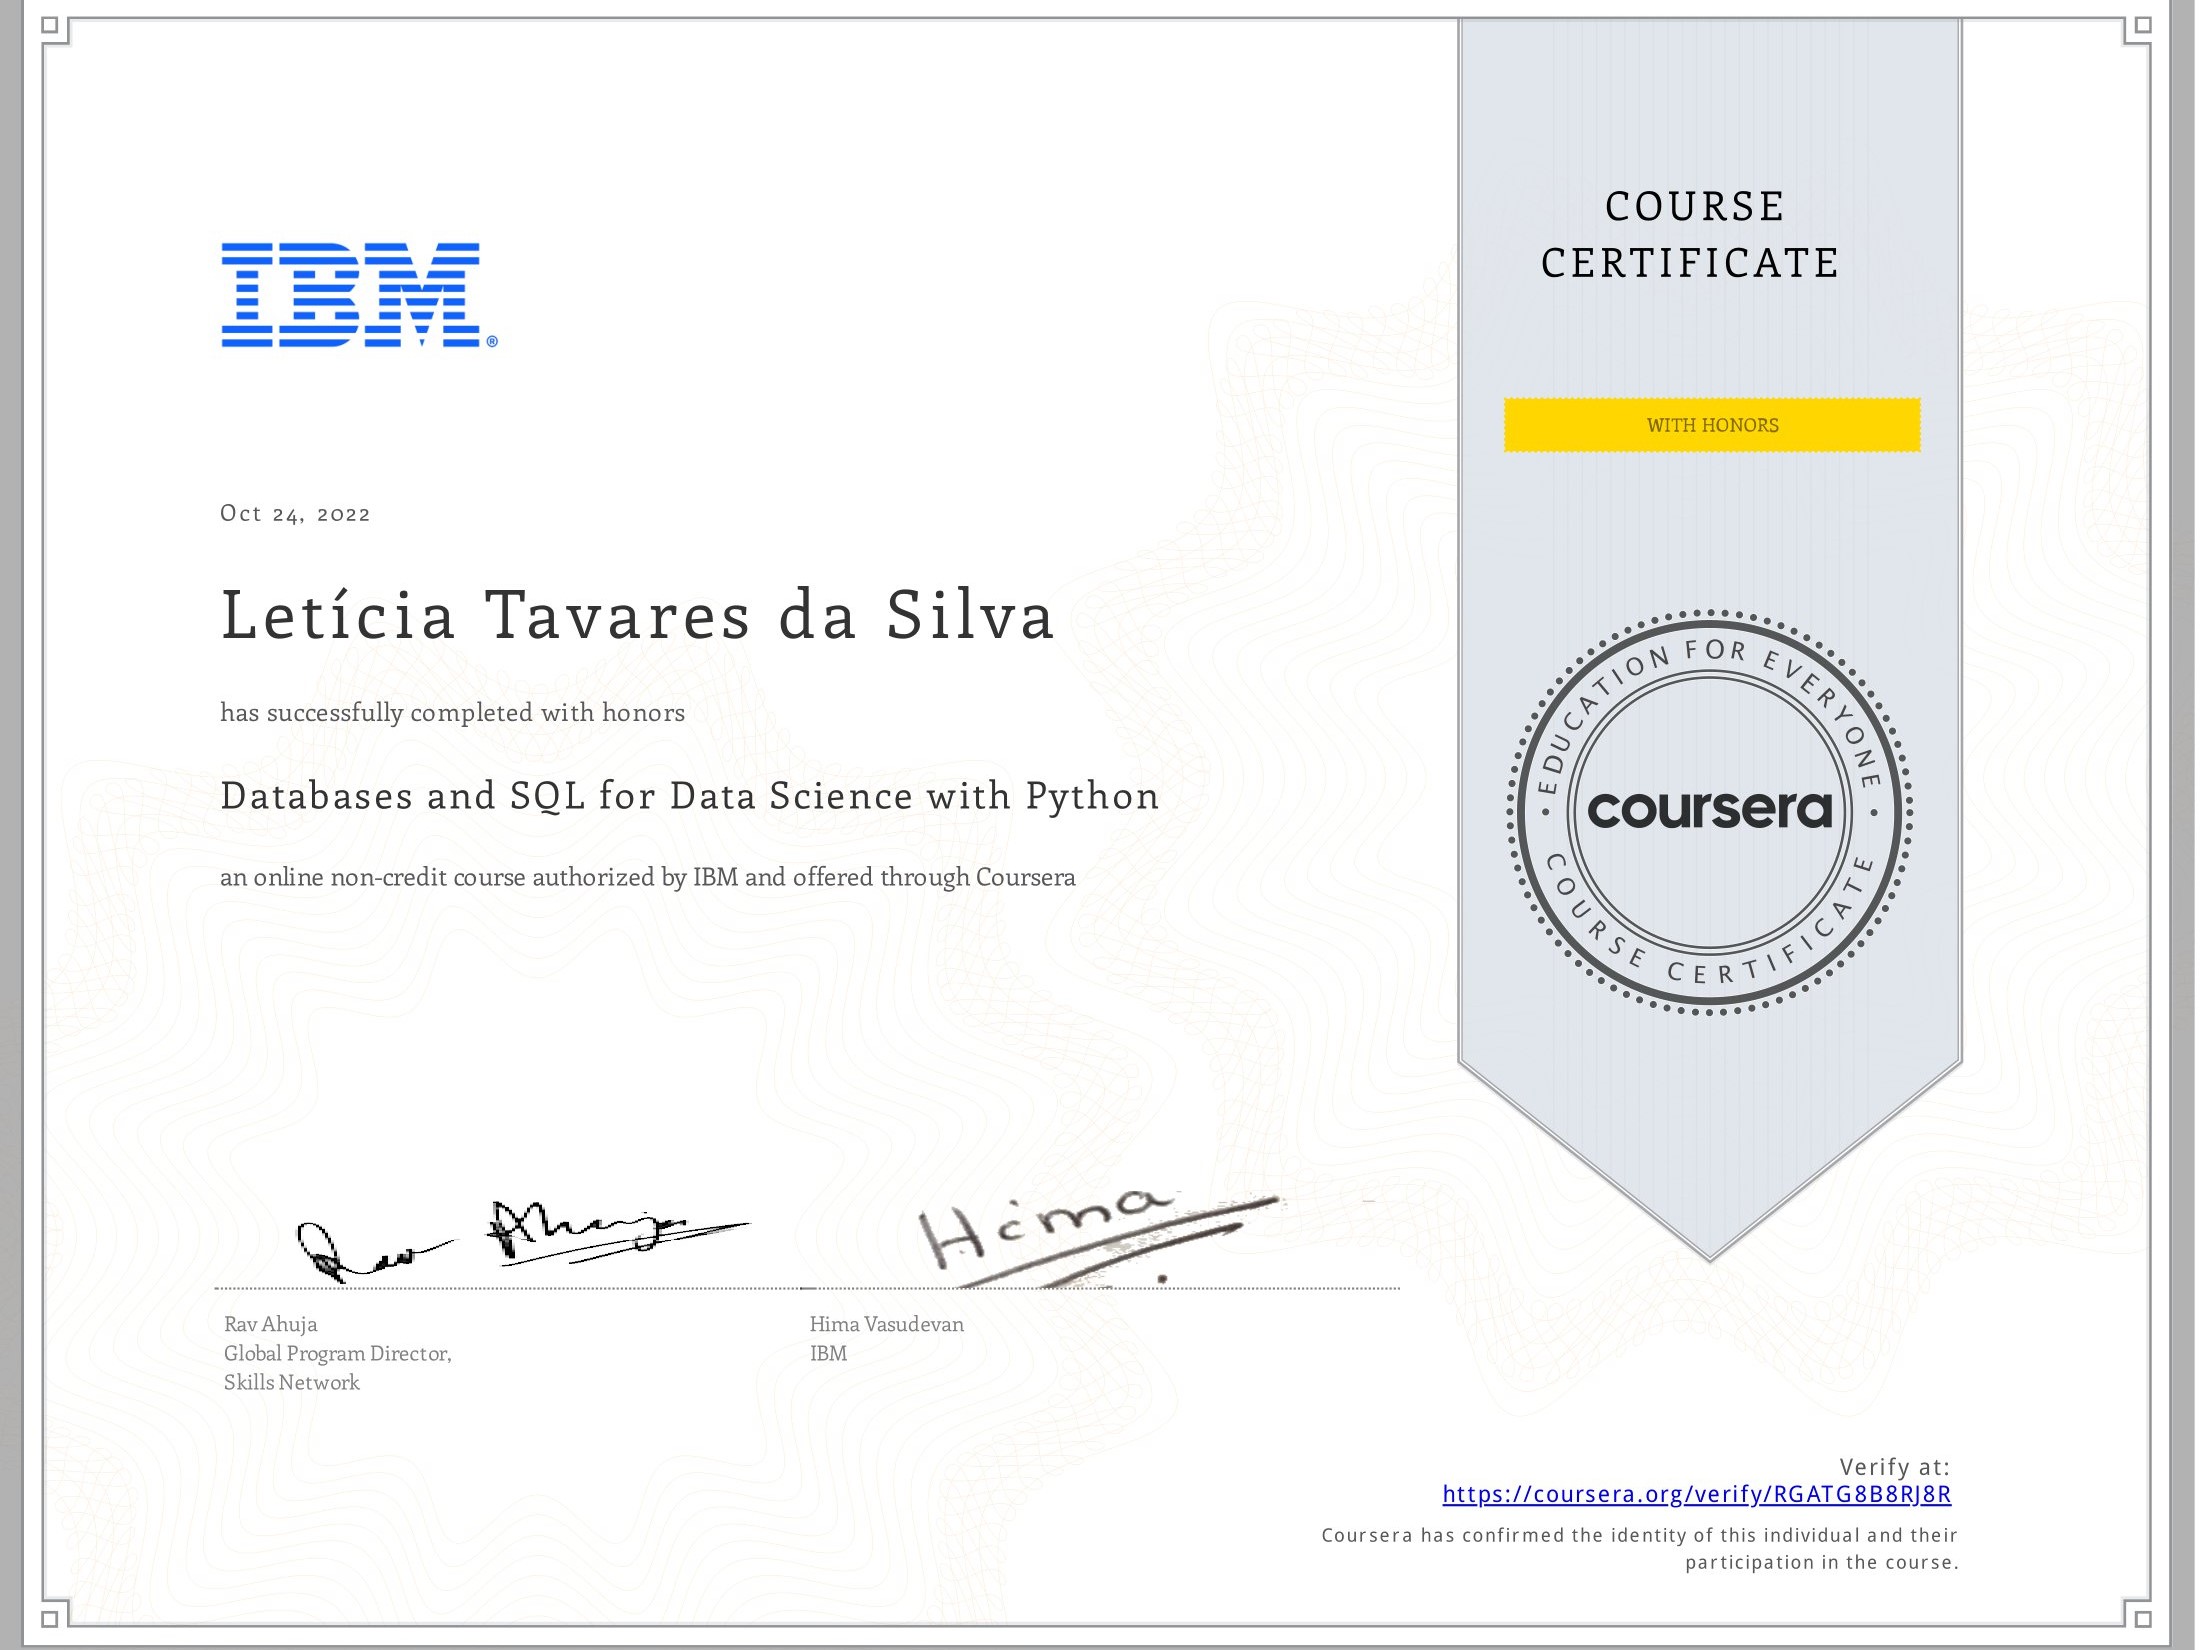 IBM®
COURSE
CERTIFICATE
WITH HONORS
Oct 24, 2022
Letícia Tavares da Silva
has successfully completed with honors
Databases and SQL for Data Science with Python
an online non-credit course authorized by IBM and offered through Coursera
• EDUCATION FOR EVERYONE •
coursera
COURSE CERTIFICATE
Hima
Rav Ahuja
Global Program Director,
Skills Network
Hima Vasudevan
IBM
Verify at:
https://coursera.org/verify/RGATG8B8RJ8R
Coursera has confirmed the identity of this individual and their
participation in the course.